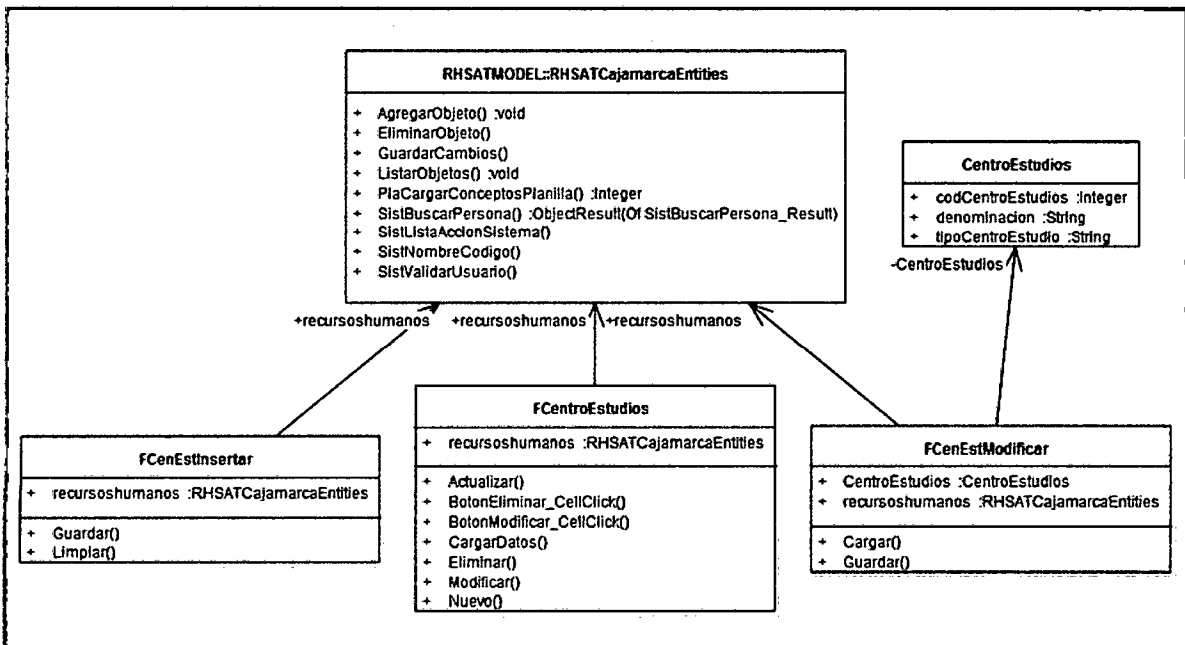 RHSATMODEL::RHSATCajamarcaEntities
+ AgregarObjeto() :void
+ EliminarObjeto()
+ GuardarCambios()
+ ListarObjetos() :void
+ PlaCargarConceptosPlanilla() :Integer
+ SistBuscarPersona() :ObjectResult(Of SistBuscarPersona_Result)
+ SistListaAccionSistema()
+ SistNombreCodigo()
+ SistValidarUsuario()
CentroEstudios
+ codCentroEstudios :Integer
+ denominacion :String
+ tipoCentroEstudio :String
-CentroEstudios
+recursoshumanos +recursoshumanos +recursoshumanos
FCenEstInsertar
+ recursoshumanos :RHSATCajamarcaEntities
+ Guardar()
+ Limpiar()
FCentroEstudios
+ recursoshumanos :RHSATCajamarcaEntities
+ Actualizar()
+ BotonEliminar_CellClick()
+ BotonModificar_CellClick()
+ CargarDatos()
+ Eliminar()
+ Modificar()
+ Nuevo()
FCenEstModificar
+ CentroEstudios :CentroEstudios
+ recursoshumanos :RHSATCajamarcaEntities
+ Cargar()
+ Guardar()